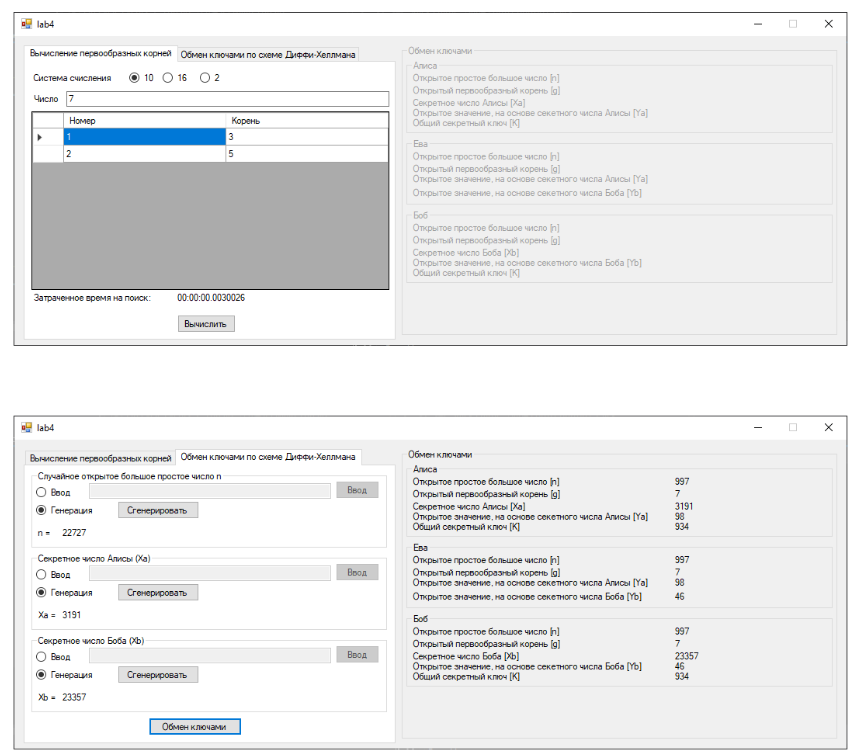 lab4
Вычисление первообразных корней
Обмен ключами по схеме Диффи-Хеллмана
Система счисления 10 16 2
Число 7
Номер Корень
1 3
2 5
Затраченное время на поиск: 00:00:00.0030026
Вычислить
Обмен ключами
Алиса
Открытое простое большое число [n]
Открытый первообразный корень [g]
Секретное число Алисы [Xa]
Открытое значение, на основе секетного числа Алисы [Ya]
Общий секретный ключ [K]
Ева
Открытое простое большое число [n]
Открытый первообразный корень [g]
Открытое значение, на основе секетного числа Алисы [Ya]
Открытое значение, на основе секетного числа Боба [Yb]
Боб
Открытое простое большое число [n]
Открытый первообразный корень [g]
Секретное число Боба [Xb]
Открытое значение, на основе секетного числа Боба [Yb]
Общий секретный ключ [K]
lab4
Вычисление первообразных корней
Обмен ключами по схеме Диффи-Хеллмана
Случайное открытое большое простое число n
Ввод Ввод
Генерация Сгенерировать
n = 22727
Секретное число Алисы (Xa)
Ввод Ввод
Генерация Сгенерировать
Xa = 3191
Секретное число Боба (Xb)
Ввод Ввод
Генерация Сгенерировать
Xb = 23357
Обмен ключами
Обмен ключами
Алиса
Открытое простое большое число [n] 997
Открытый первообразный корень [g] 7
Секретное число Алисы [Xa] 3191
Открытое значение, на основе секетного числа Алисы [Ya] 98
Общий секретный ключ [K] 934
Ева
Открытое простое большое число [n] 997
Открытый первообразный корень [g] 7
Открытое значение, на основе секетного числа Алисы [Ya] 98
Открытое значение, на основе секетного числа Боба [Yb] 46
Боб
Открытое простое большое число [n] 997
Открытый первообразный корень [g] 7
Секретное число Боба [Xb] 23357
Открытое значение, на основе секетного числа Боба [Yb] 46
Общий секретный ключ [K] 934